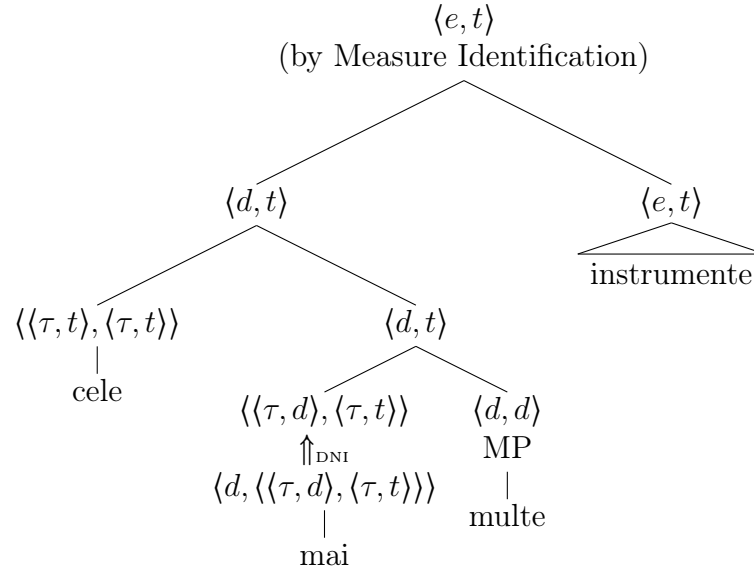 ⟨e, t⟩
(by Measure Identification)
⟨d, t⟩ ⟨e, t⟩
instrumente
⟨⟨τ, t⟩, ⟨τ, t⟩⟩ ⟨d, t⟩
cele
⟨⟨τ, d⟩, ⟨τ, t⟩⟩ ⟨d, d⟩
⇑DNI MP
⟨d, ⟨⟨τ, d⟩, ⟨τ, t⟩⟩⟩
multe
mai